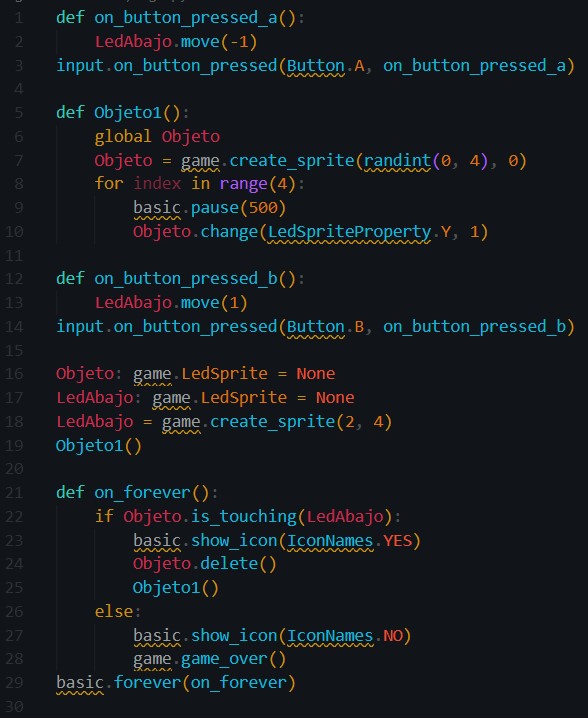 1 def on_button_pressed_a():
2     LedAbajo.move(-1)
3 input.on_button_pressed(Button.A, on_button_pressed_a)
4
5 def Objeto1():
6     global Objeto
7     Objeto = game.create_sprite(randint(0, 4), 0)
8     for index in range(4):
9         basic.pause(500)
10         Objeto.change(LedSpriteProperty.Y, 1)
11
12 def on_button_pressed_b():
13     LedAbajo.move(1)
14 input.on_button_pressed(Button.B, on_button_pressed_b)
15
16 Objeto: game.LedSprite = None
17 LedAbajo: game.LedSprite = None
18 LedAbajo = game.create_sprite(2, 4)
19 Objeto1()
20
21 def on_forever():
22     if Objeto.is_touching(LedAbajo):
23         basic.show_icon(IconNames.YES)
24         Objeto.delete()
25         Objeto1()
26     else:
27         basic.show_icon(IconNames.NO)
28         game.game_over()
29 basic.forever(on_forever)
30